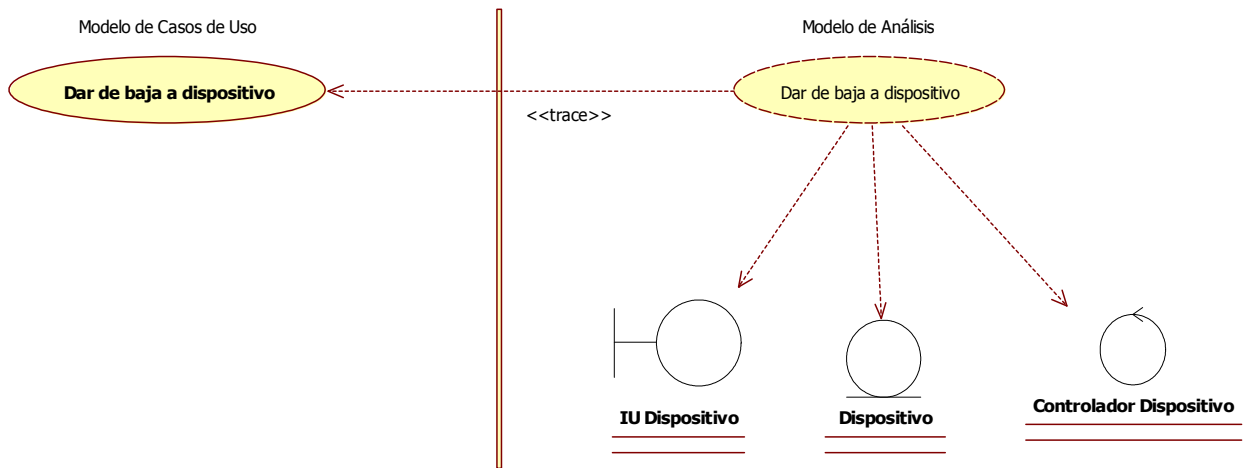 Modelo de Casos de Uso
Modelo de Análisis
Dar de baja a dispositivo
Dar de baja a dispositivo
<<trace>>
IU Dispositivo
Dispositivo
Controlador Dispositivo